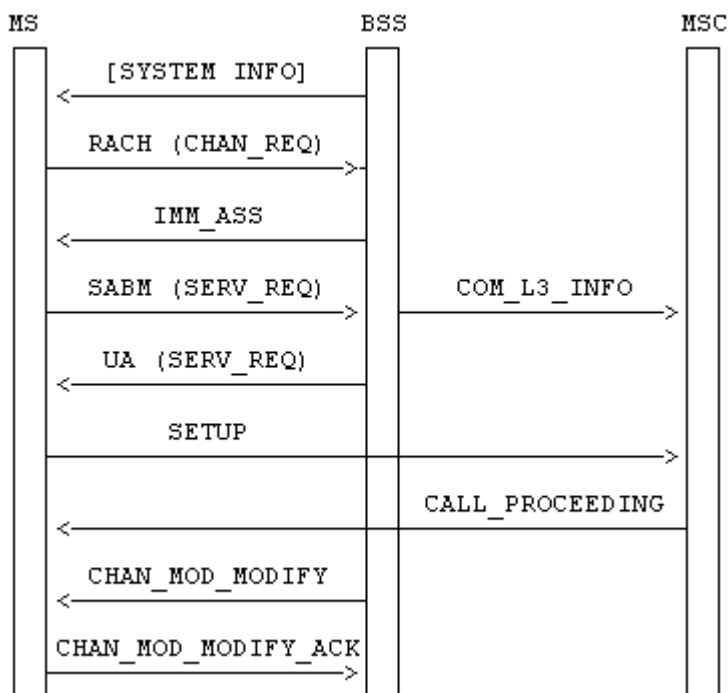 MS BSS MSC
[SYSTEM INFO]
RACH (CHAN_REQ)
IMM_ASS
SABM (SERV_REQ) COM_L3_INFO
UA (SERV_REQ)
SETUP
CALL_PROCEEDING
CHAN_MOD_MODIFY
CHAN_MOD_MODIFY_ACK